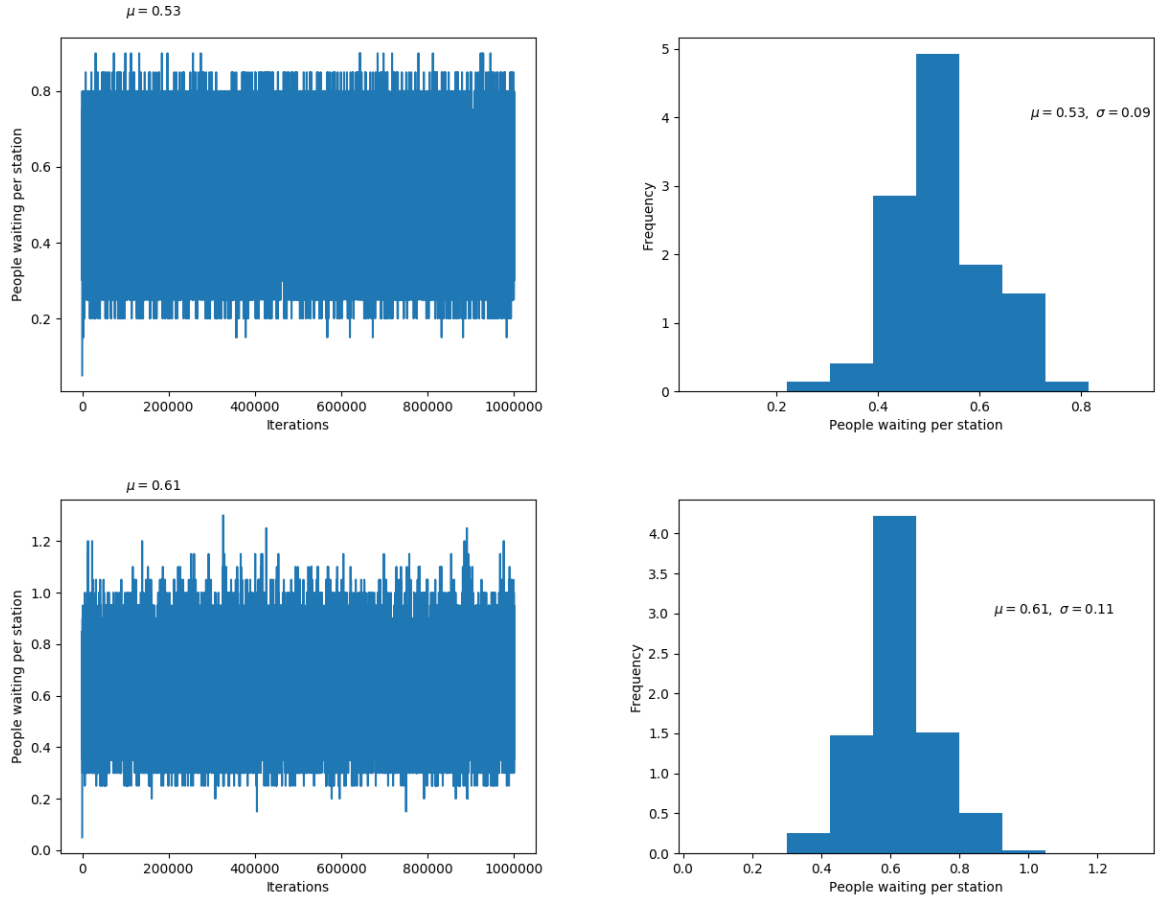 μ = 0.53
People waiting per station
0.8
0.6
0.4
0.2
0 200000 400000 600000 800000 1000000
Iterations
Frequency
5
4
3
2
1
0
μ = 0.53, σ = 0.09
0.2 0.4 0.6 0.8
People waiting per station
μ = 0.61
People waiting per station
1.2
1.0
0.8
0.6
0.4
0.2
0.0
0 200000 400000 600000 800000 1000000
Iterations
Frequency
4.0
3.5
3.0
2.5
2.0
1.5
1.0
0.5
0.0
μ = 0.61, σ = 0.11
0.0 0.2 0.4 0.6 0.8 1.0 1.2
People waiting per station